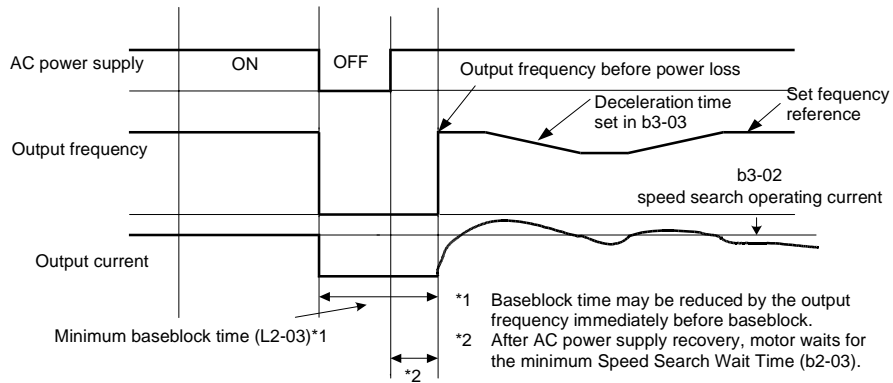 AC power supply
ON
OFF
Output frequency before power loss
Deceleration time
set in b3-03
Set fequency
reference
Output frequency
b3-02
speed search operating current
Output current
Minimum baseblock time (L2-03)*1
*2
*1 Baseblock time may be reduced by the output
frequency immediately before baseblock.
*2 After AC power supply recovery, motor waits for
the minimum Speed Search Wait Time (b2-03).